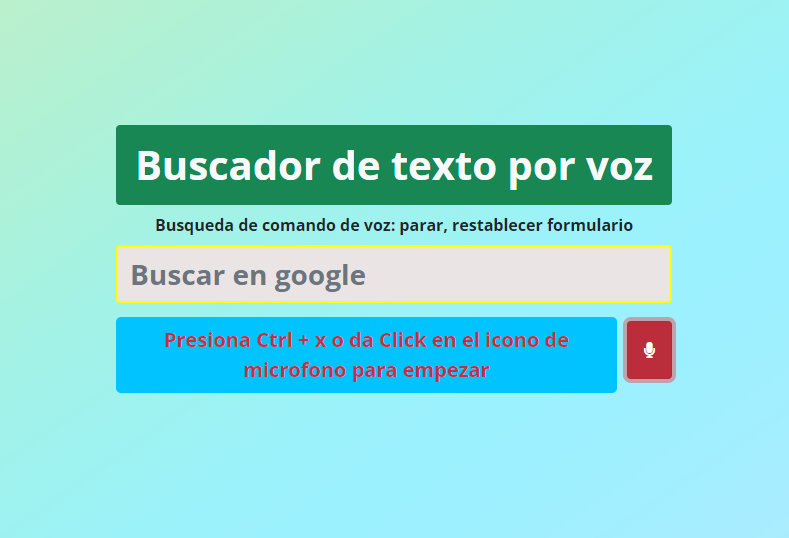 Buscador de texto por voz
Busqueda de comando de voz: parar, restablecer formulario
Buscar en google
Presiona Ctrl + x o da Click en el icono de
microfono para empezar